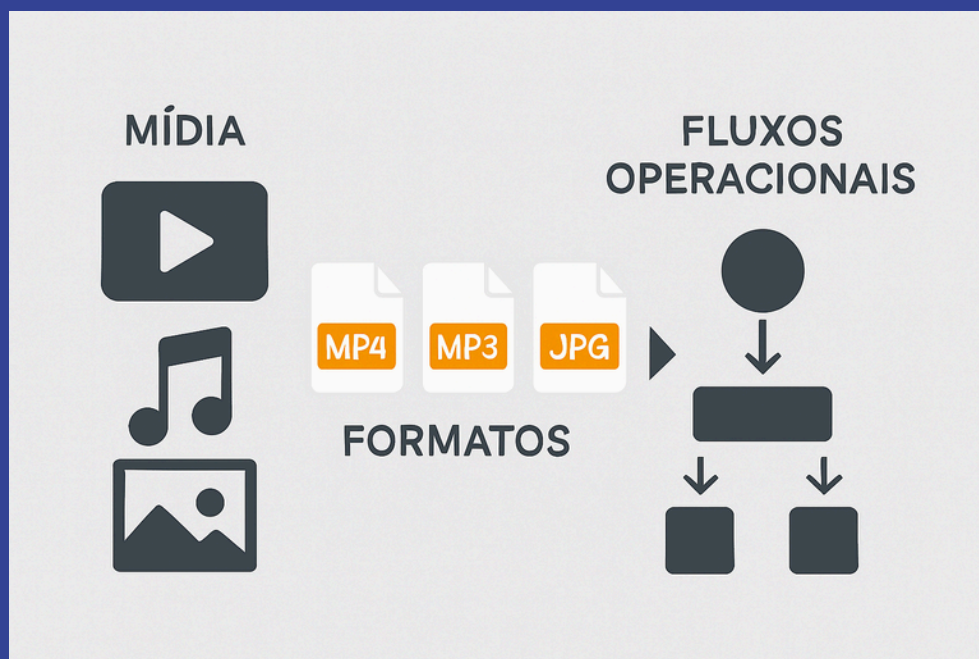 MÍDIA
FLUXOS
OPERACIONAIS
MP4
MP3
JPG
FORMATOS